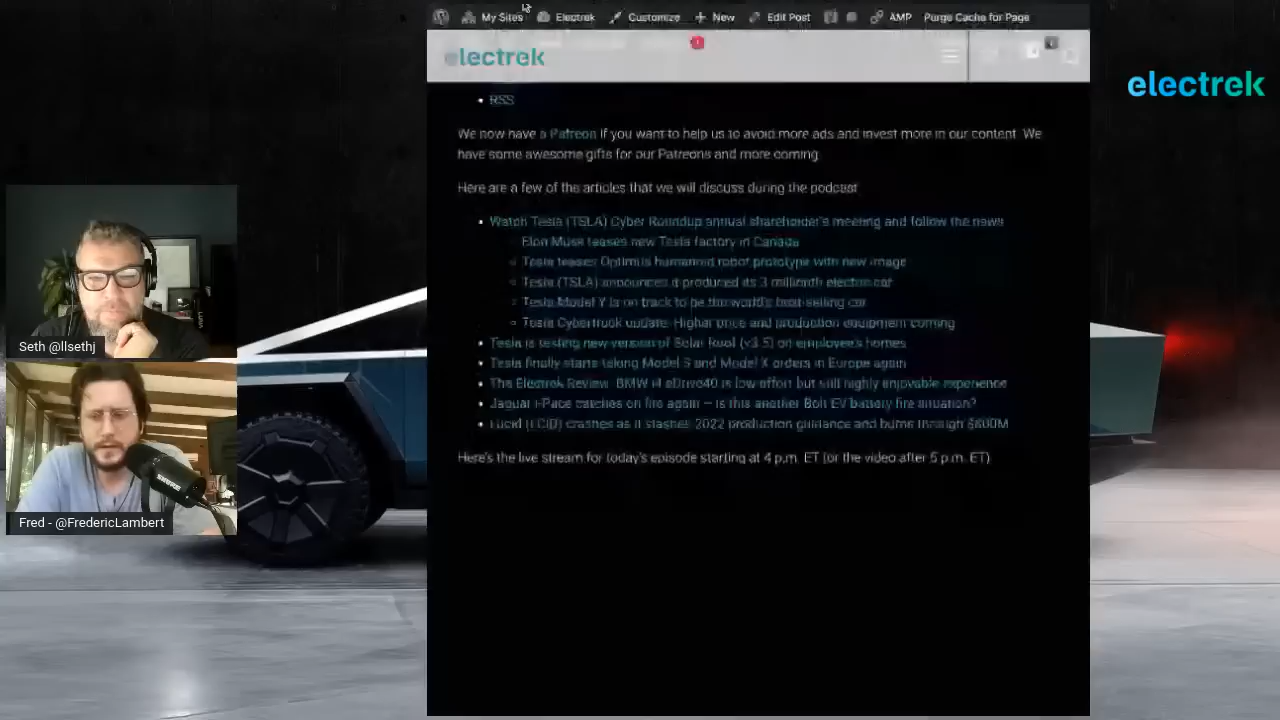 My Sites Electrek Customize New Edit Post AMP Purge Cache for Page
electrek
electrek
RSS
We now have a Patreon if you want to help us to avoid more ads and invest more in our content. We
have some awesome gifts for our Patreons and more coming.
Here are a few of the articles that we will discuss during the podcast
Watch Tesla (TSLA) Cyber Roundup annual shareholder's meeting and follow the news
Elon Musk teases new Tesla factory in Canada
Tesla teases Optimus humanoid robot prototype with new image
Tesla (TSLA) announces it produced its 3 millionth electric car
Tesla Model Y is on track to be the world's best-selling car
Tesla Cybertruck update: Higher price and production equipment coming
Tesla is testing new version of Solar Roof (v3.5) on employee's homes
Tesla finally starts taking Model S and Model X orders in Europe again
The Electrek Review: BMW i4 eDrive40 is low effort but still highly enjoyable experience
Jaguar I-Pace catches on fire again – is this another Bolt EV battery fire situation?
Lucid (LCID) crashes as it slashes 2022 production guidance and burns through $800M
Here's the live stream for today's episode starting at 4 p.m. ET (or the video after 5 p.m. ET)
Seth @llsethj
SHURE
Fred - @FredericLambert